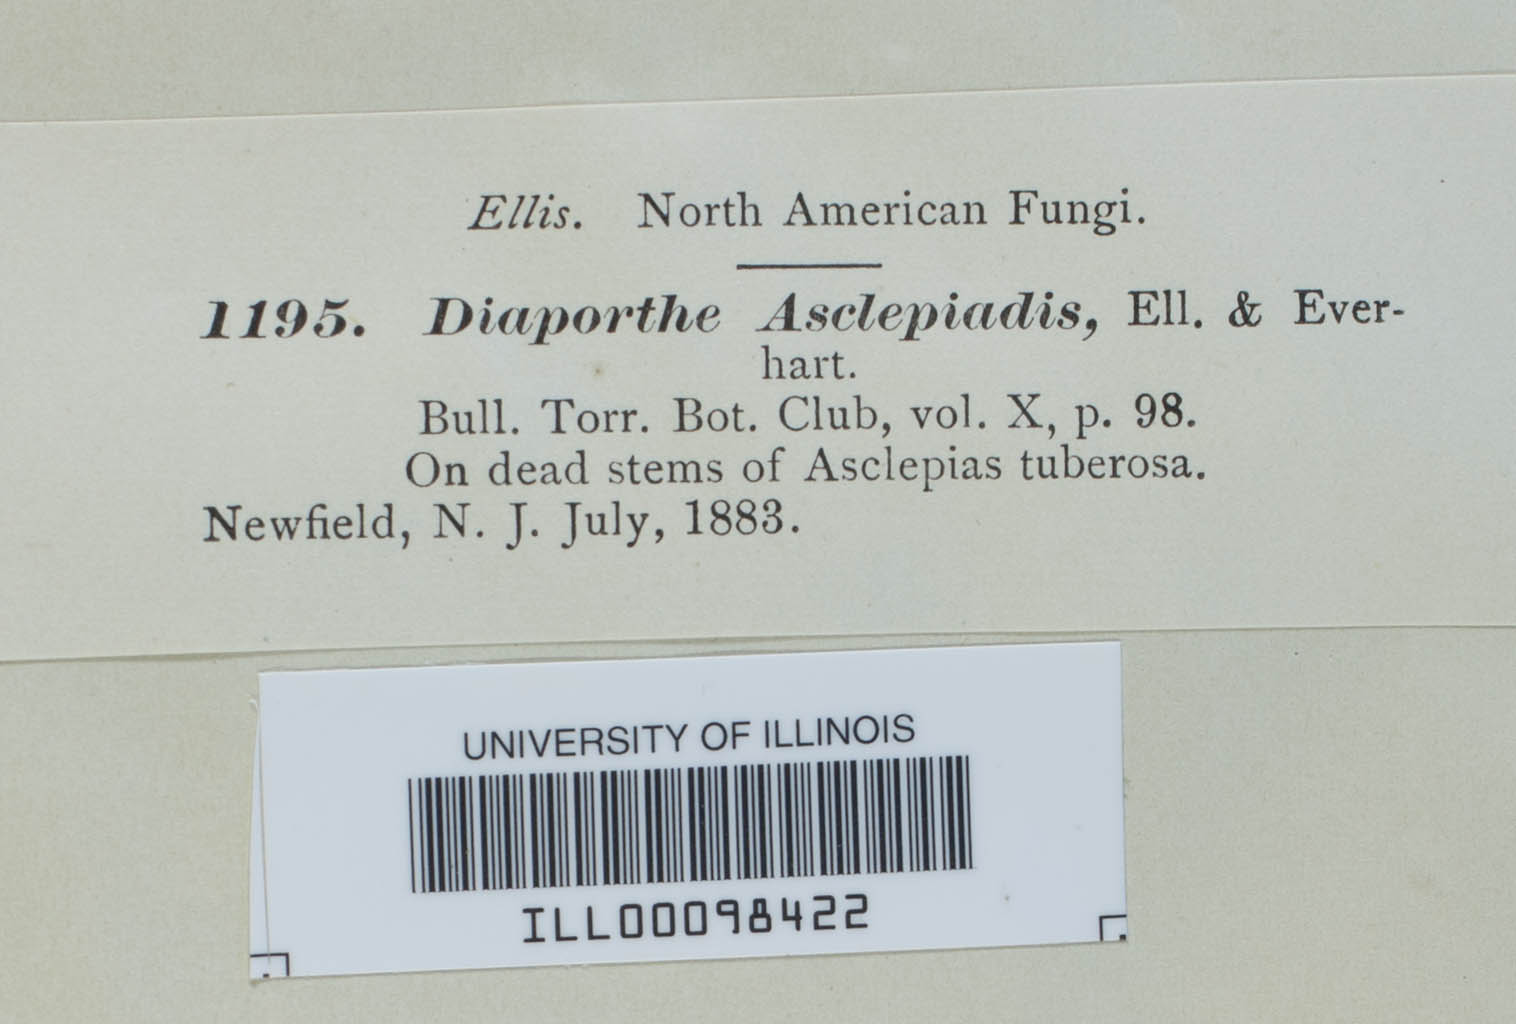 Ellis. North American Fungi.
1195. Diaporthe Asclepiadis, Ell. & Ever-
hart.
Bull. Torr. Bot. Club, vol. X, p. 98.
On dead stems of Asclepias tuberosa.
Newfield, N. J. July, 1883.
UNIVERSITY OF ILLINOIS
ILL00098422